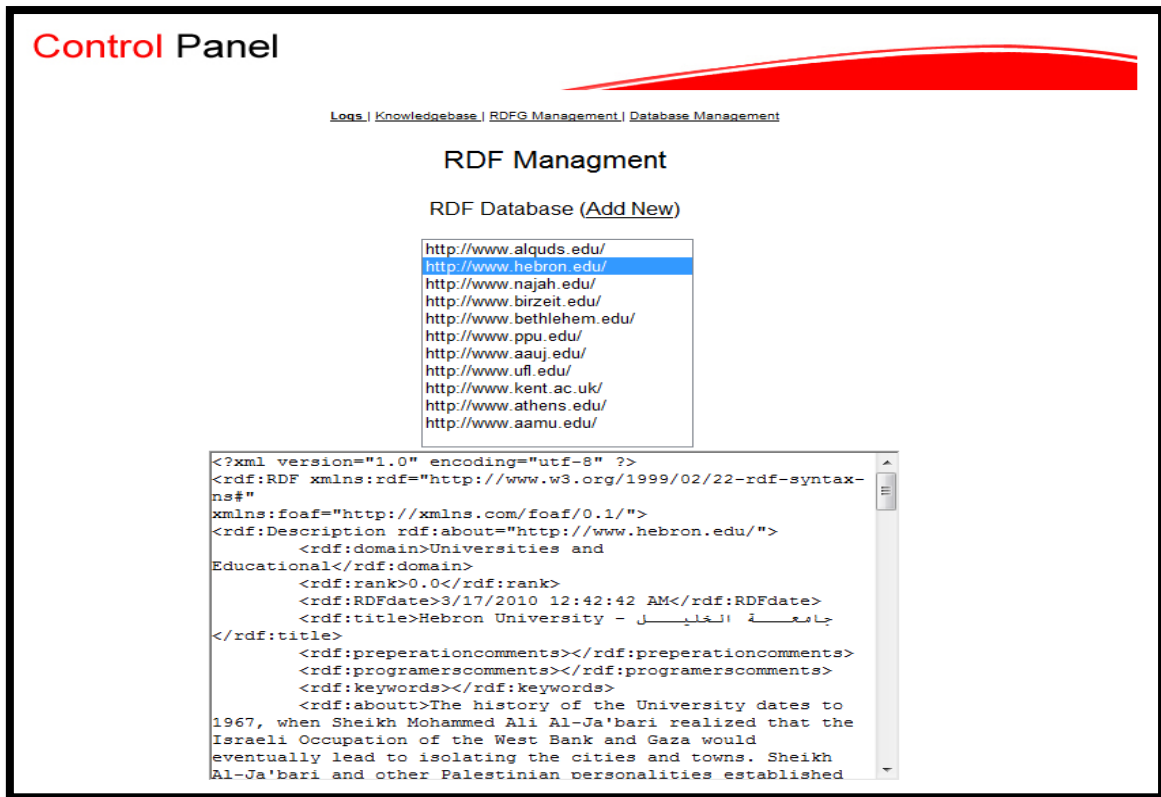 Control Panel
Logs | Knowledgebase | RDFG Management | Database Management
RDF Managment
RDF Database (Add New)
http://www.alquds.edu/
http://www.hebron.edu/
http://www.najah.edu/
http://www.birzeit.edu/
http://www.bethlehem.edu/
http://www.ppu.edu/
http://www.aauj.edu/
http://www.ufl.edu/
http://www.kent.ac.uk/
http://www.athens.edu/
http://www.aamu.edu/
<?xml version="1.0" encoding="utf-8" ?>
<rdf:RDF xmlns:rdf="http://www.w3.org/1999/02/22-rdf-syntax-
ns#"
xmlns:foaf="http://xmlns.com/foaf/0.1/">
<rdf:Description rdf:about="http://www.hebron.edu/">
<rdf:domain>Universities and
Educational</rdf:domain>
<rdf:rank>0.0</rdf:rank>
<rdf:RDFdate>3/17/2010 12:42:42 AM</rdf:RDFdate>
<rdf:title>Hebron University - جامعـــــة الخليـــــل
</rdf:title>
<rdf:preperationcomments></rdf:preperationcomments>
<rdf:programerscomments></rdf:programerscomments>
<rdf:keywords></rdf:keywords>
<rdf:aboutt>The history of the University dates to
1967, when Sheikh Mohammed Ali Al-Ja'bari realized that the
Israeli Occupation of the West Bank and Gaza would
eventually lead to isolating the cities and towns. Sheikh
Al-Ja'bari and other Palestinian personalities established